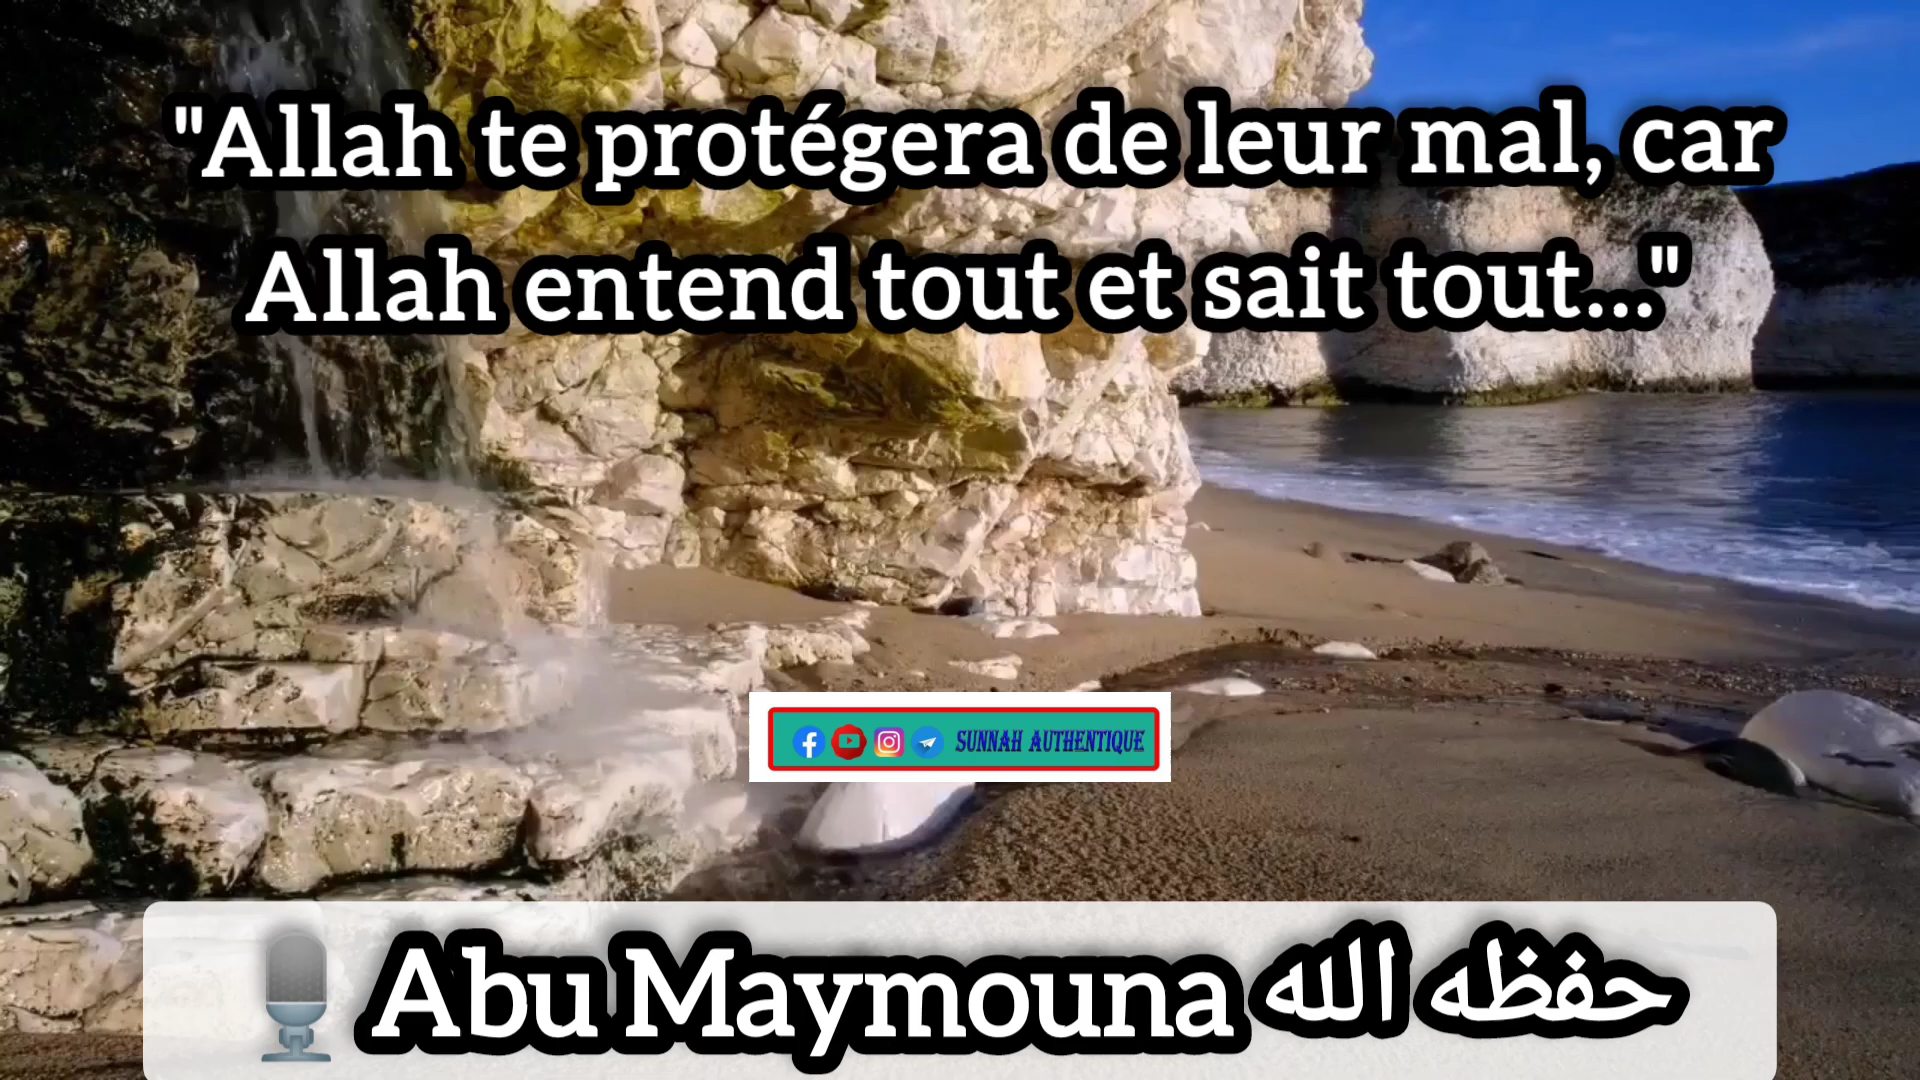 "Allah te protégera de leur mal, car
Allah entend tout et sait tout..."
SUNNAH AUTHENTIQUE
Abu Maymouna حفظه الله